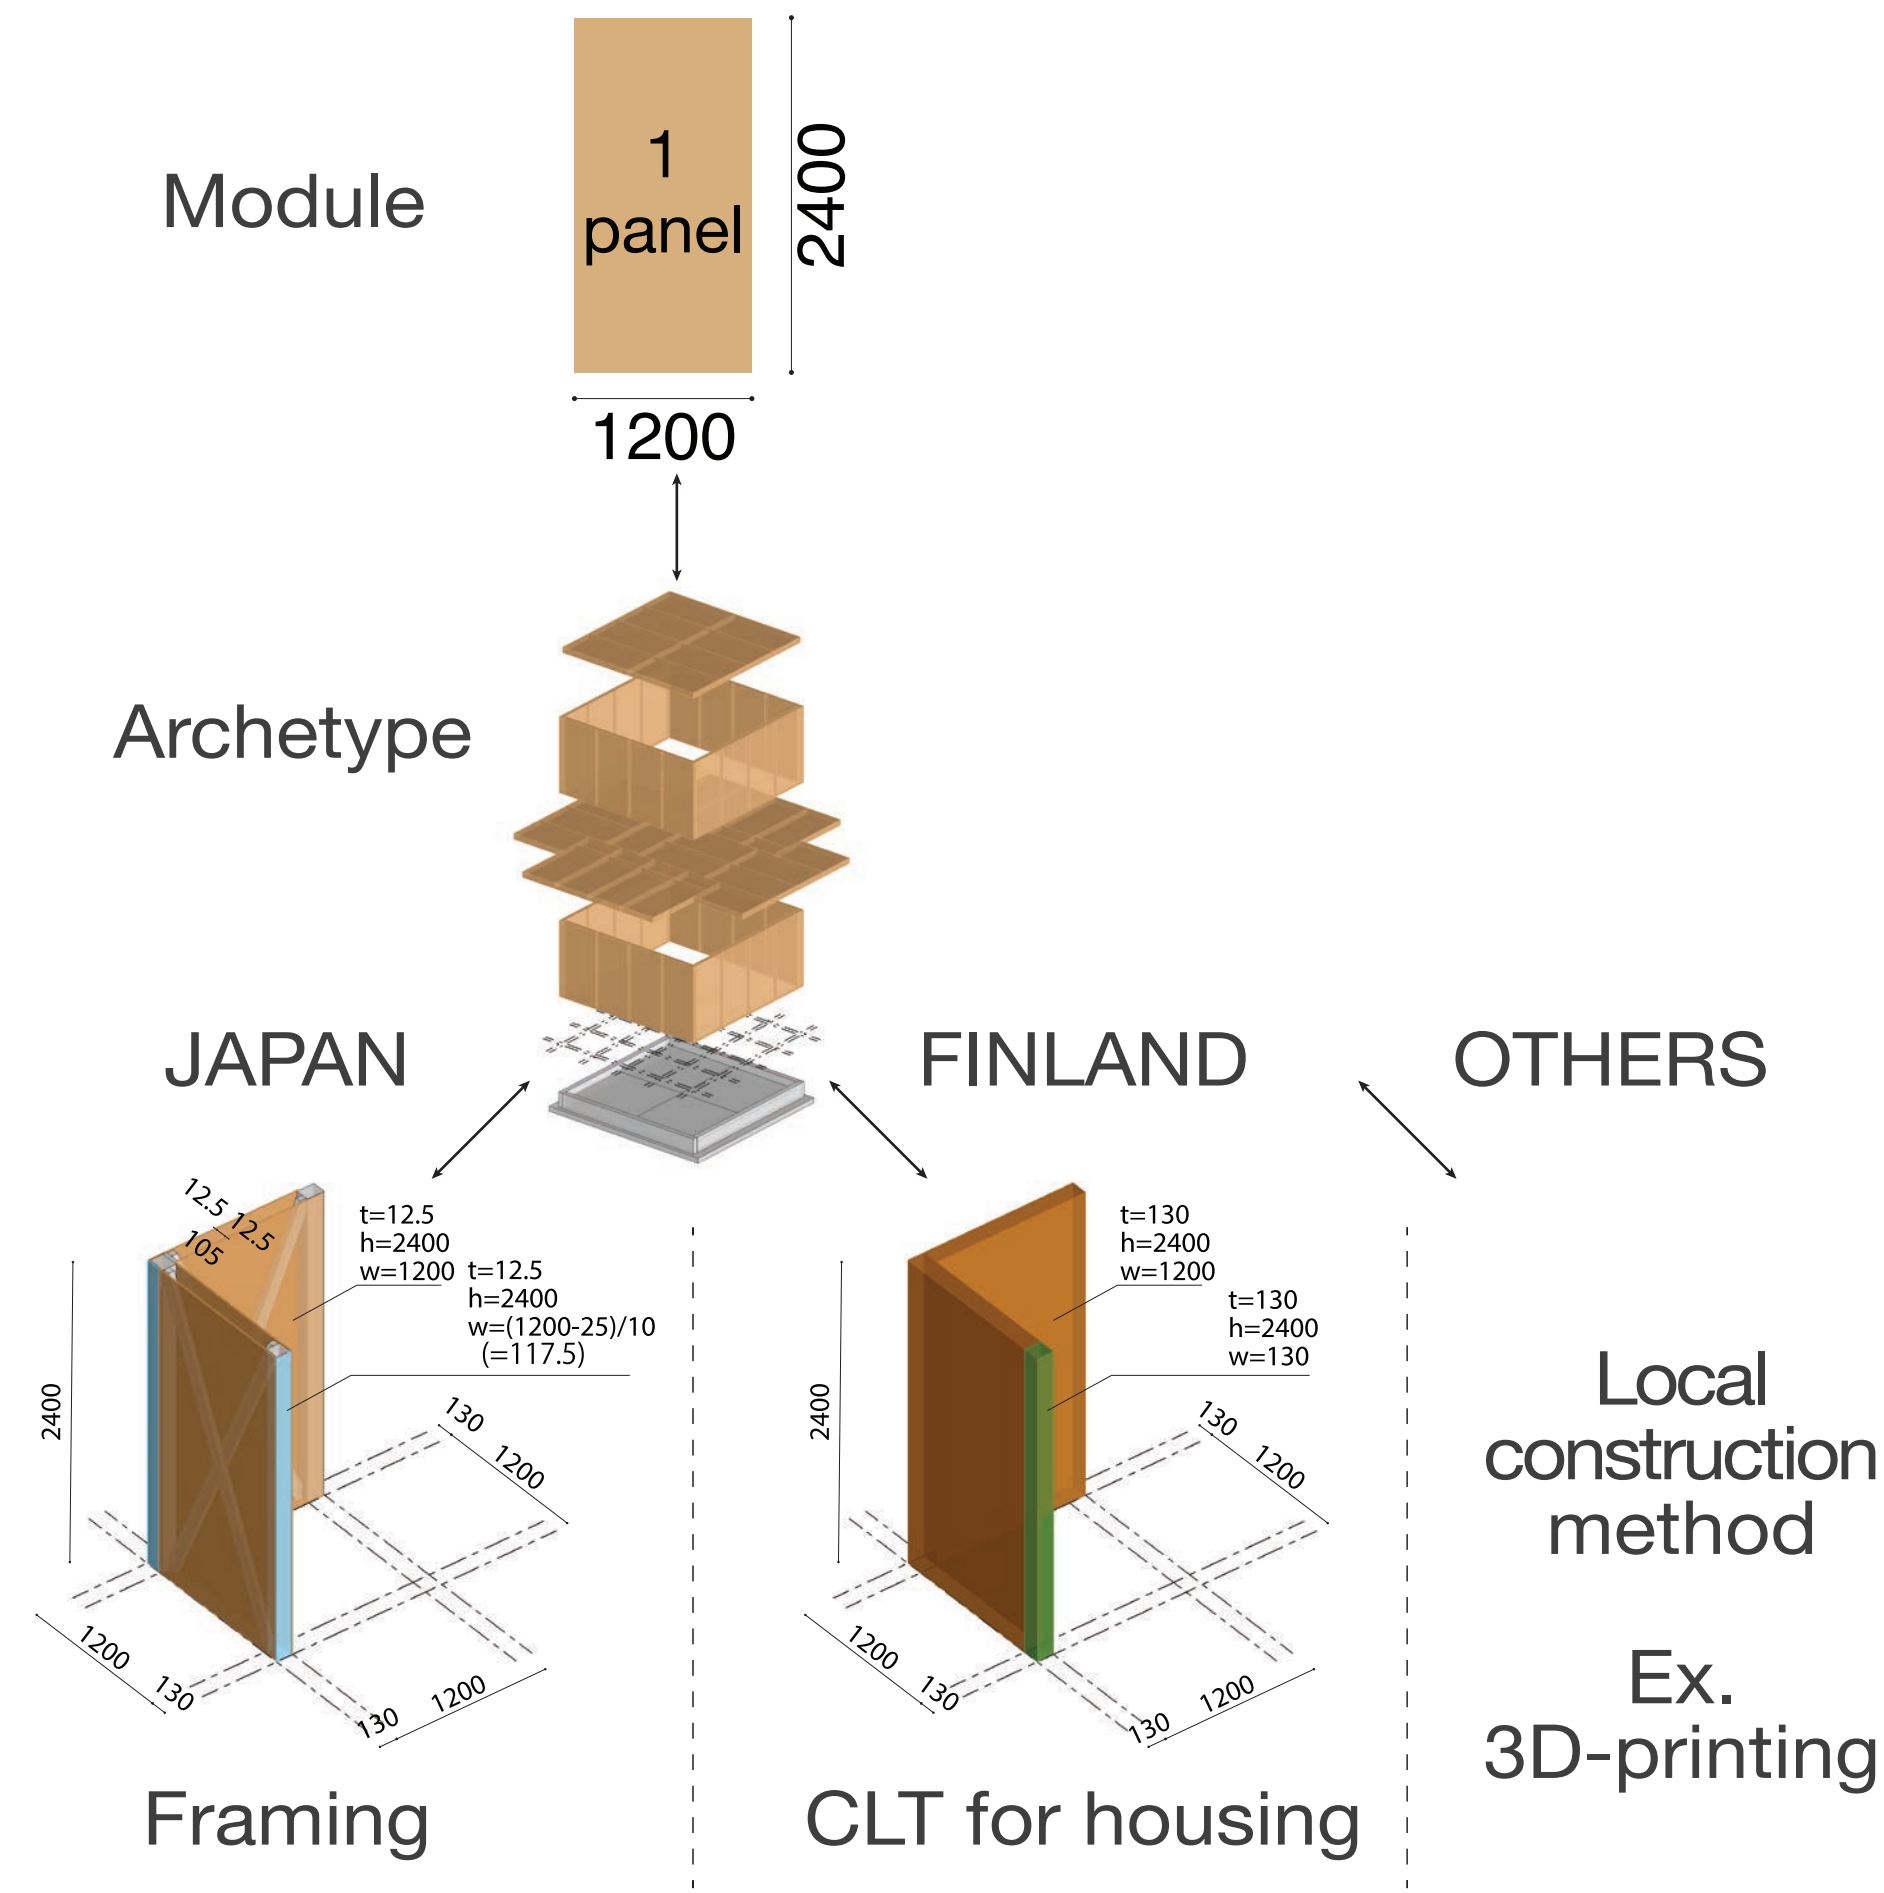 Module
1
panel
2400
1200
Archetype
JAPAN
FINLAND
OTHERS
12.5
12.5
105
t=12.5
h=2400
w=1200
t=12.5
h=2400
w=(1200-25)/10
(=117.5)
2400
130
1200
1200
130
130
1200
Framing
t=130
h=2400
w=1200
t=130
h=2400
w=130
2400
130
1200
1200
130
130
1200
CLT for housing
Local
construction
method
Ex.
3D-printing